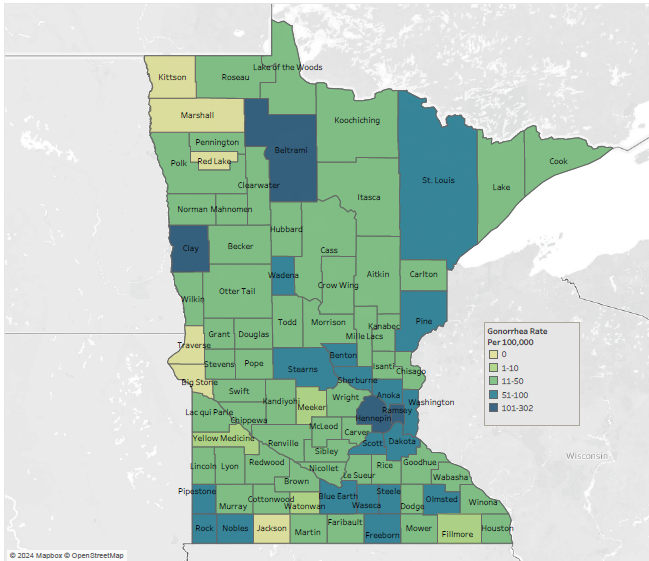 Lake of the Woods
Kittson
Roseau
Marshall
Koochiching
Pennington
Beltrami
Red Lake
Polk
Cook
St. Louis
Clearwater
Lake
Itasca
Norman
Mahnomen
Hubbard
Clay
Becker
Cass
Wadena
Aitkin
Carlton
Crow Wing
Otter Tail
Wilkin
Pine
Todd
Morrison
Kanabec
Grant
Douglas
Mille Lacs
Traverse
Benton
Stevens
Pope
Stearns
Isanti
Chisago
Big Stone
Sherburne
Swift
Anoka
Wright
Washington
Kandiyohi
Meeker
Ramsey
Lac qui Parle
Hennepin
Chippewa
McLeod
Carver
Yellow Medicine
Renville
Scott
Dakota
Sibley
Lincoln
Lyon
Redwood
Nicollet
Le Sueur
Rice
Goodhue
Wabasha
Brown
Pipestone
Murray
Cottonwood
Watonwan
Blue Earth
Waseca
Steele
Dodge
Olmsted
Winona
Rock
Nobles
Jackson
Martin
Faribault
Freeborn
Mower
Fillmore
Houston
Gonorrhea Rate
Per 100,000
0
1-10
11-50
51-100
101-302
Wisconsin
© 2024 Mapbox © OpenStreetMap